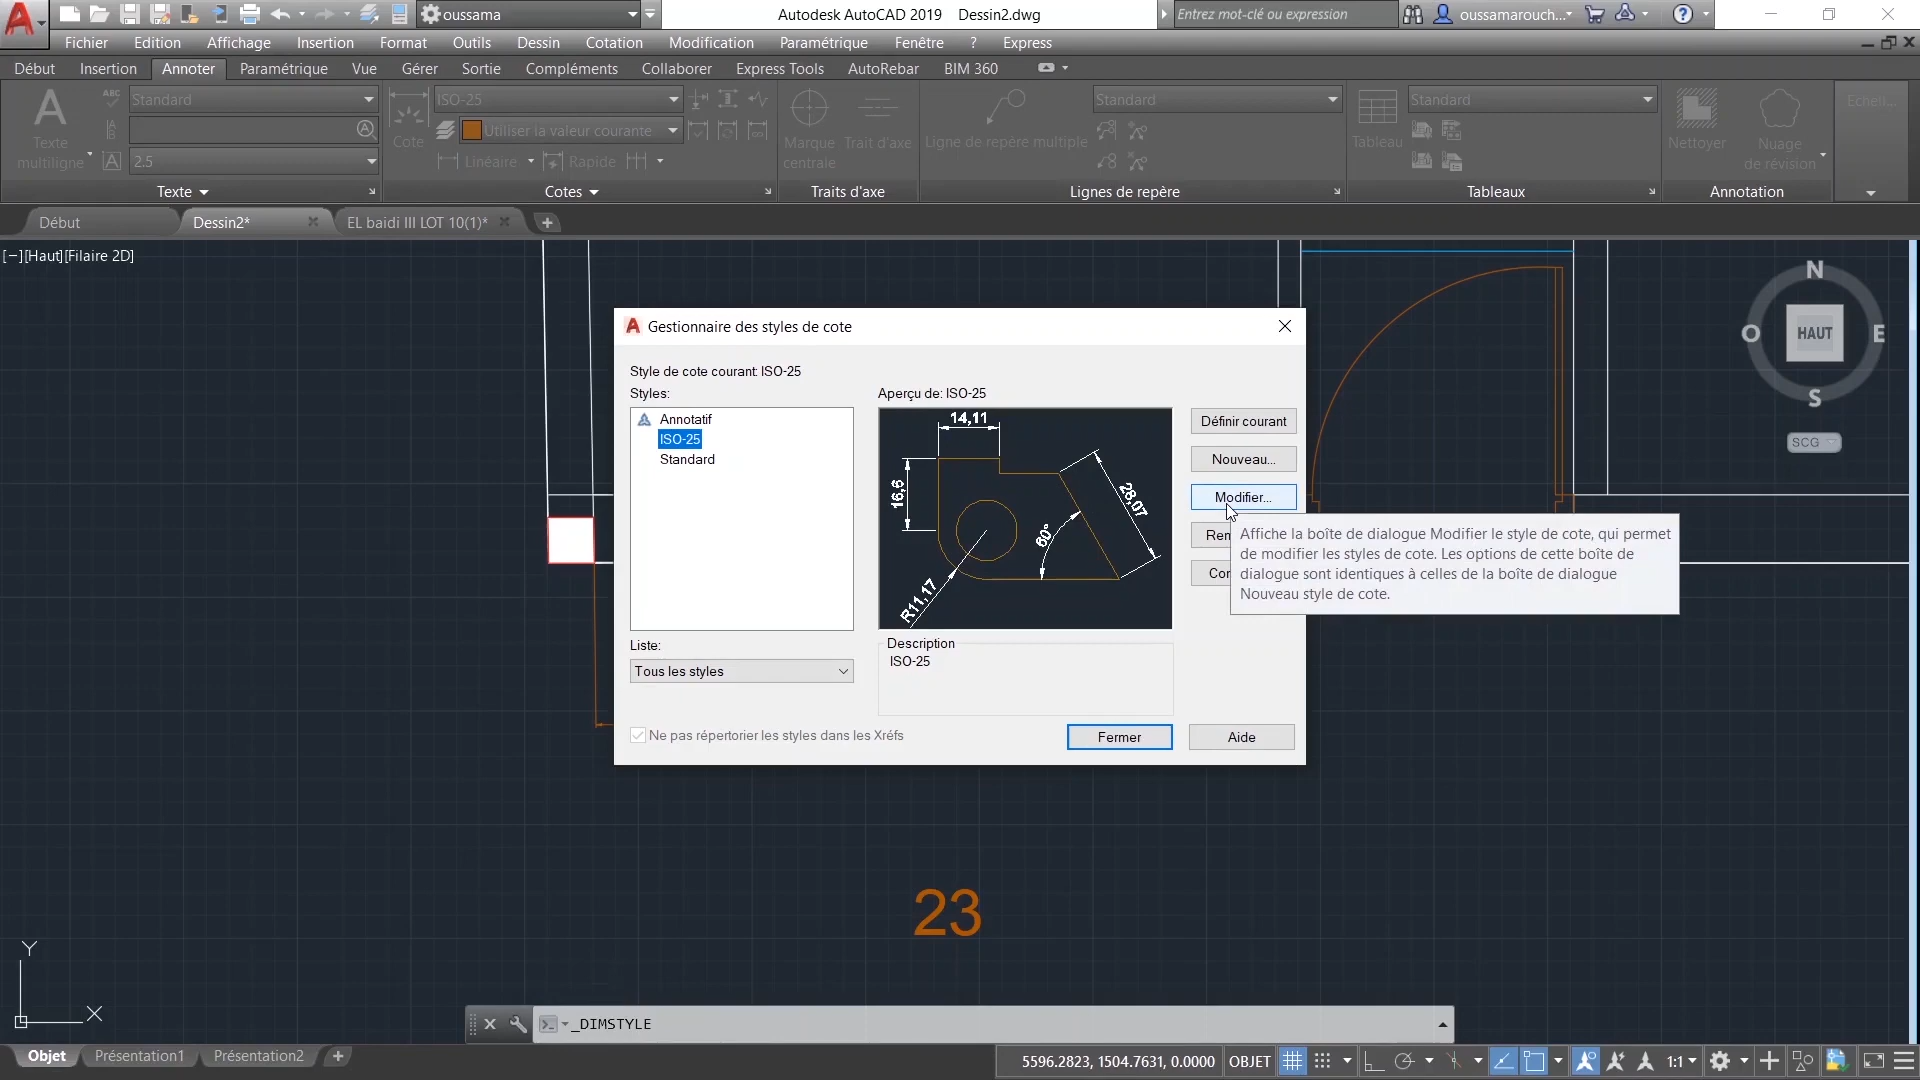 oussama
Autodesk AutoCAD 2019 Dessin2.dwg
Entrez mot-clé ou expression
oussamarouch...
Fichier Edition Affichage Insertion Format Outils Dessin Cotation Modification Paramétrique Fenêtre ? Express
Début Insertion Annoter Paramétrique Vue Gérer Sortie Compléments Collaborer Express Tools AutoRebar BIM 360
A ABC Standard ISO-25 Standard Standard Echell...
Texte multiligne
Utiliser la valeur courante
Cote
2.5
Linéaire Rapide
Marque centrale
Trait d'axe
Ligne de repère multiple
Tableau
Nettoyer
Nuage de révision
Texte Cotes Traits d'axe Lignes de repère Tableaux Annotation
Début Dessin2* EL baidi III LOT 10(1)*
[−][Haut][Filaire 2D]
N
O HAUT E
S
SCG
Gestionnaire des styles de cote
Style de cote courant: ISO-25
Styles: Aperçu de: ISO-25
Annotatif
ISO-25
Standard
14,11
16,6
28,07
60°
R11,17
Définir courant
Nouveau...
Modifier...
Affiche la boîte de dialogue Modifier le style de cote, qui permet
de modifier les styles de cote. Les options de cette boîte de
dialogue sont identiques à celles de la boîte de dialogue
Nouveau style de cote.
Liste:
Tous les styles
Description
ISO-25
Ne pas répertorier les styles dans les Xréfs
Fermer Aide
23
Y
X
_DIMSTYLE
Objet Présentation1 Présentation2
5596.2823, 1504.7631, 0.0000 OBJET 1:1